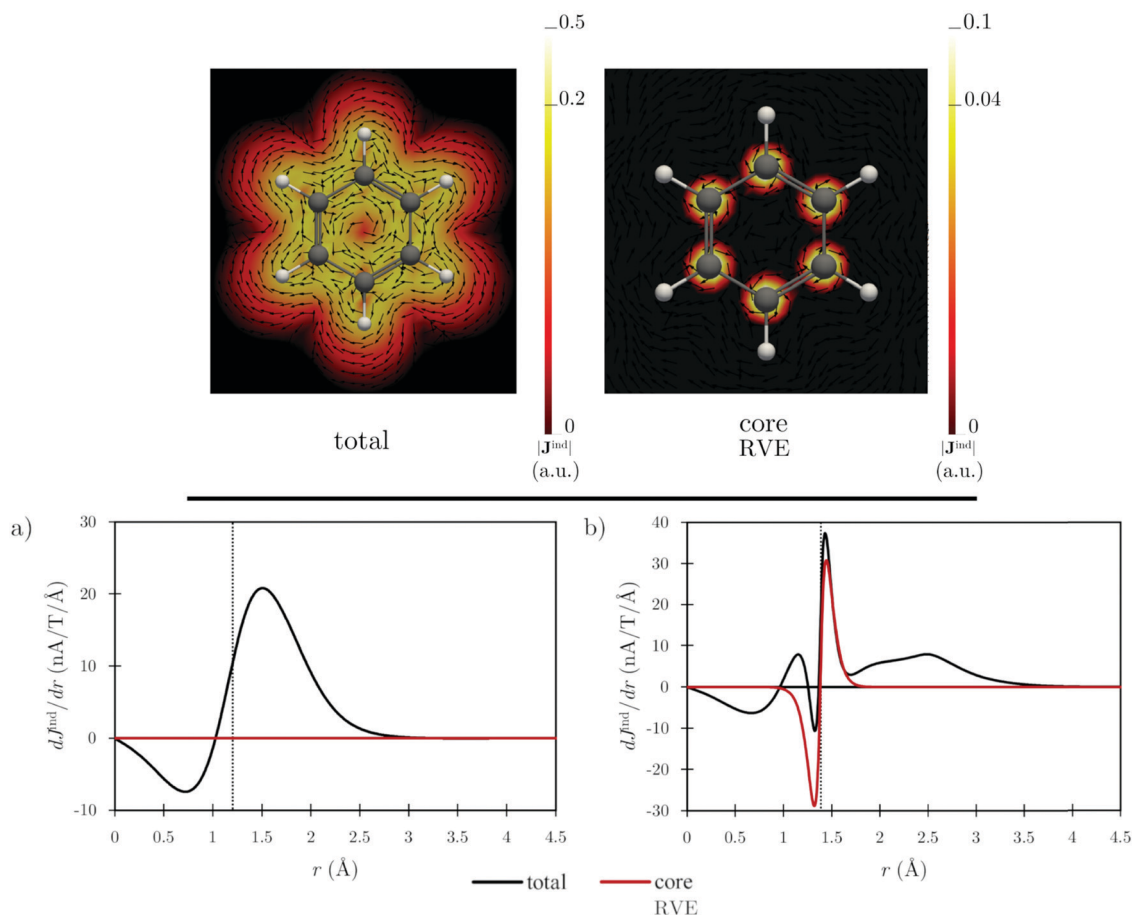 0.5
0.2
0
|J^ind|
(a.u.)
total
0.1
0.04
0
|J^ind|
(a.u.)
core
RVE
a)
30
20
10
0
-10
dJ^ind/dr (nA/T/Å)
0 0.5 1 1.5 2 2.5 3 3.5 4 4.5
r (Å)
b)
40
30
20
10
0
-10
-20
-30
dJ^ind/dr (nA/T/Å)
0 0.5 1 1.5 2 2.5 3 3.5 4 4.5
r (Å)
total core
RVE